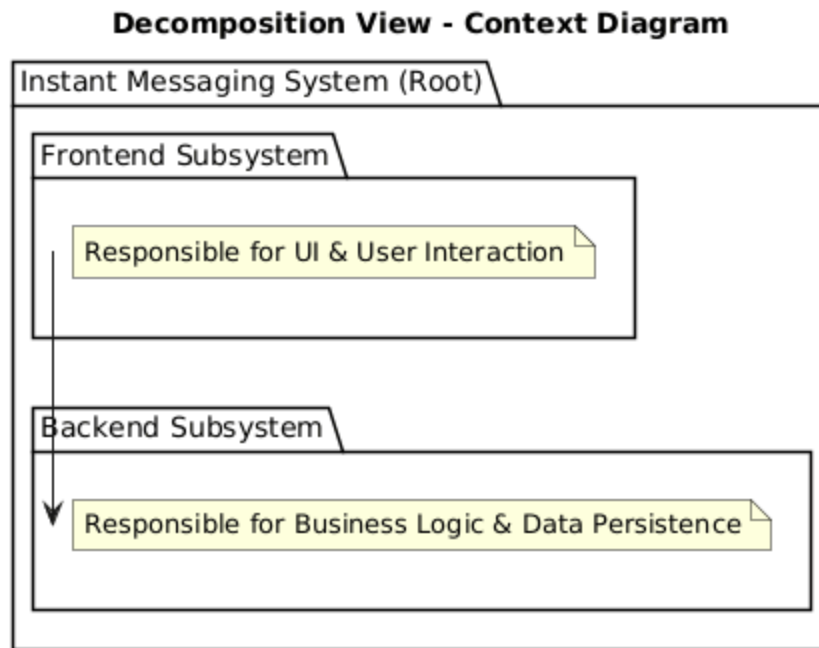 Decomposition View - Context Diagram
Instant Messaging System (Root)
Frontend Subsystem
Responsible for UI & User Interaction
Backend Subsystem
Responsible for Business Logic & Data Persistence